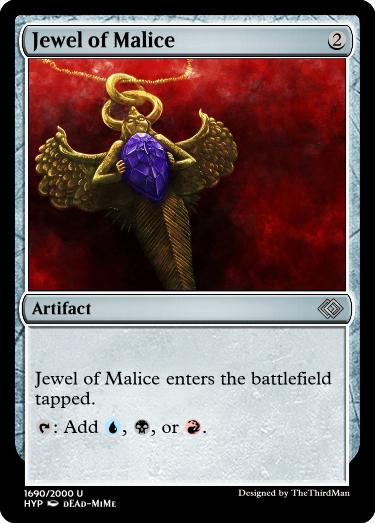 Jewel of Malice 2
Artifact
Jewel of Malice enters the battlefield
tapped.
: Add , , or .
1690/2000 U Designed by TheThirdMan
HYP dEAd-MiMe